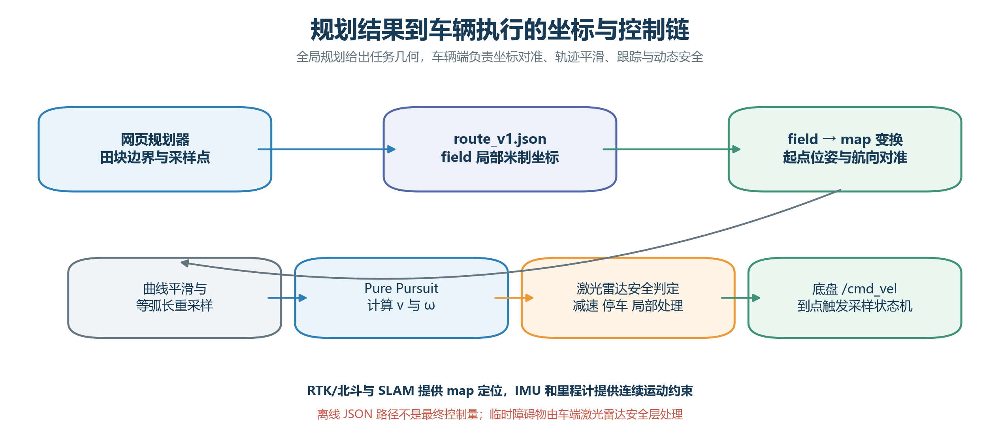 规划结果到车辆执行的坐标与控制链
全局规划给出任务几何，车辆端负责坐标对准、轨迹平滑、跟踪与动态安全
网页规划器
田块边界与采样点
route_v1.json
field 局部米制坐标
field → map 变换
起点位姿与航向对准
曲线平滑与
等弧长重采样
Pure Pursuit
计算 v 与 ω
激光雷达安全判定
减速 停车 局部处理
底盘 /cmd_vel
到点触发采样状态机
RTK/北斗与 SLAM 提供 map 定位，IMU 和里程计提供连续运动约束
离线 JSON 路径不是最终控制量；临时障碍物由车端激光雷达安全层处理